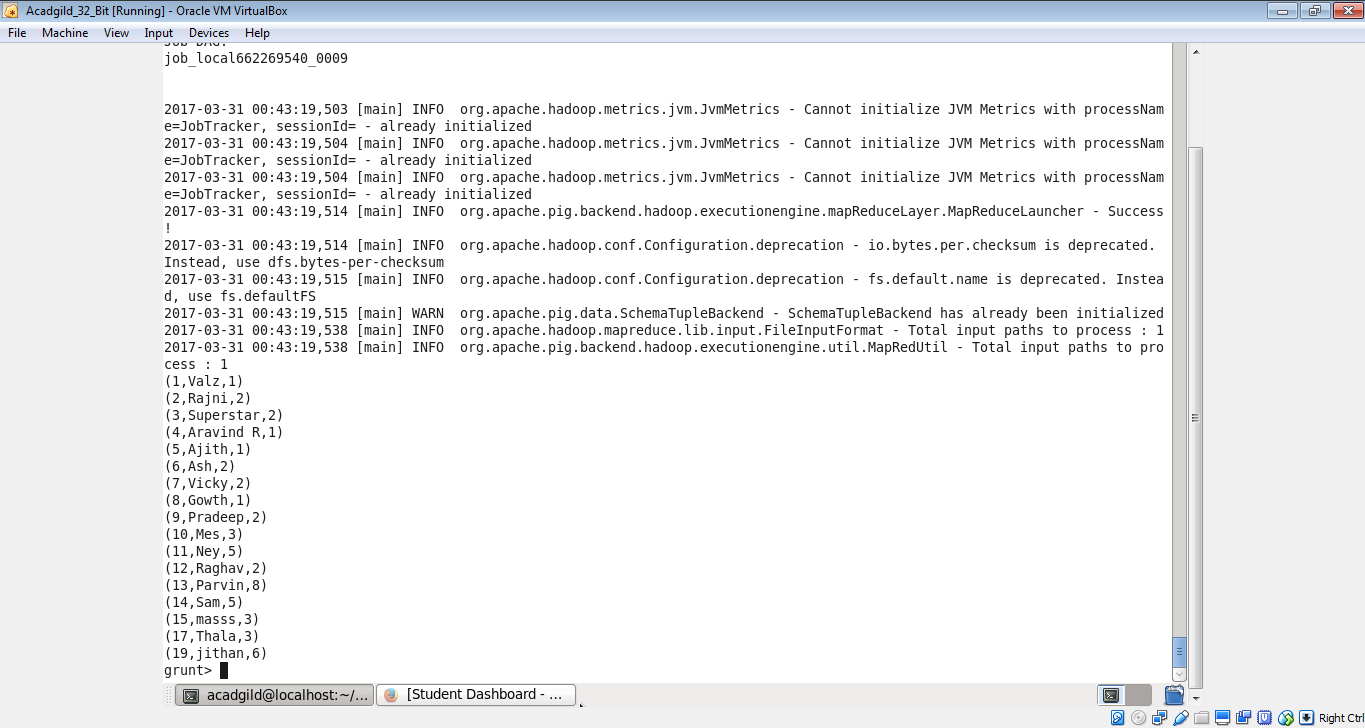 Acadgild_32_Bit [Running] - Oracle VM VirtualBox
File Machine View Input Devices Help
Job DAG:
job_local662269540_0009
2017-03-31 00:43:19,503 [main] INFO  org.apache.hadoop.metrics.jvm.JvmMetrics - Cannot initialize JVM Metrics with processNam
e=JobTracker, sessionId= - already initialized
2017-03-31 00:43:19,504 [main] INFO  org.apache.hadoop.metrics.jvm.JvmMetrics - Cannot initialize JVM Metrics with processNam
e=JobTracker, sessionId= - already initialized
2017-03-31 00:43:19,504 [main] INFO  org.apache.hadoop.metrics.jvm.JvmMetrics - Cannot initialize JVM Metrics with processNam
e=JobTracker, sessionId= - already initialized
2017-03-31 00:43:19,514 [main] INFO  org.apache.pig.backend.hadoop.executionengine.mapReduceLayer.MapReduceLauncher - Success
!
2017-03-31 00:43:19,514 [main] INFO  org.apache.hadoop.conf.Configuration.deprecation - io.bytes.per.checksum is deprecated.
Instead, use dfs.bytes-per-checksum
2017-03-31 00:43:19,515 [main] INFO  org.apache.hadoop.conf.Configuration.deprecation - fs.default.name is deprecated. Instea
d, use fs.defaultFS
2017-03-31 00:43:19,515 [main] WARN  org.apache.pig.data.SchemaTupleBackend - SchemaTupleBackend has already been initialized
2017-03-31 00:43:19,538 [main] INFO  org.apache.hadoop.mapreduce.lib.input.FileInputFormat - Total input paths to process : 1
2017-03-31 00:43:19,538 [main] INFO  org.apache.pig.backend.hadoop.executionengine.util.MapRedUtil - Total input paths to pro
cess : 1
(1,Valz,1)
(2,Rajni,2)
(3,Superstar,2)
(4,Aravind R,1)
(5,Ajith,1)
(6,Ash,2)
(7,Vicky,2)
(8,Gowth,1)
(9,Pradeep,2)
(10,Mes,3)
(11,Ney,5)
(12,Raghav,2)
(13,Parvin,8)
(14,Sam,5)
(15,masss,3)
(17,Thala,3)
(19,jithan,6)
grunt>
acadgild@localhost:~/... [Student Dashboard - ...
Right Ctrl